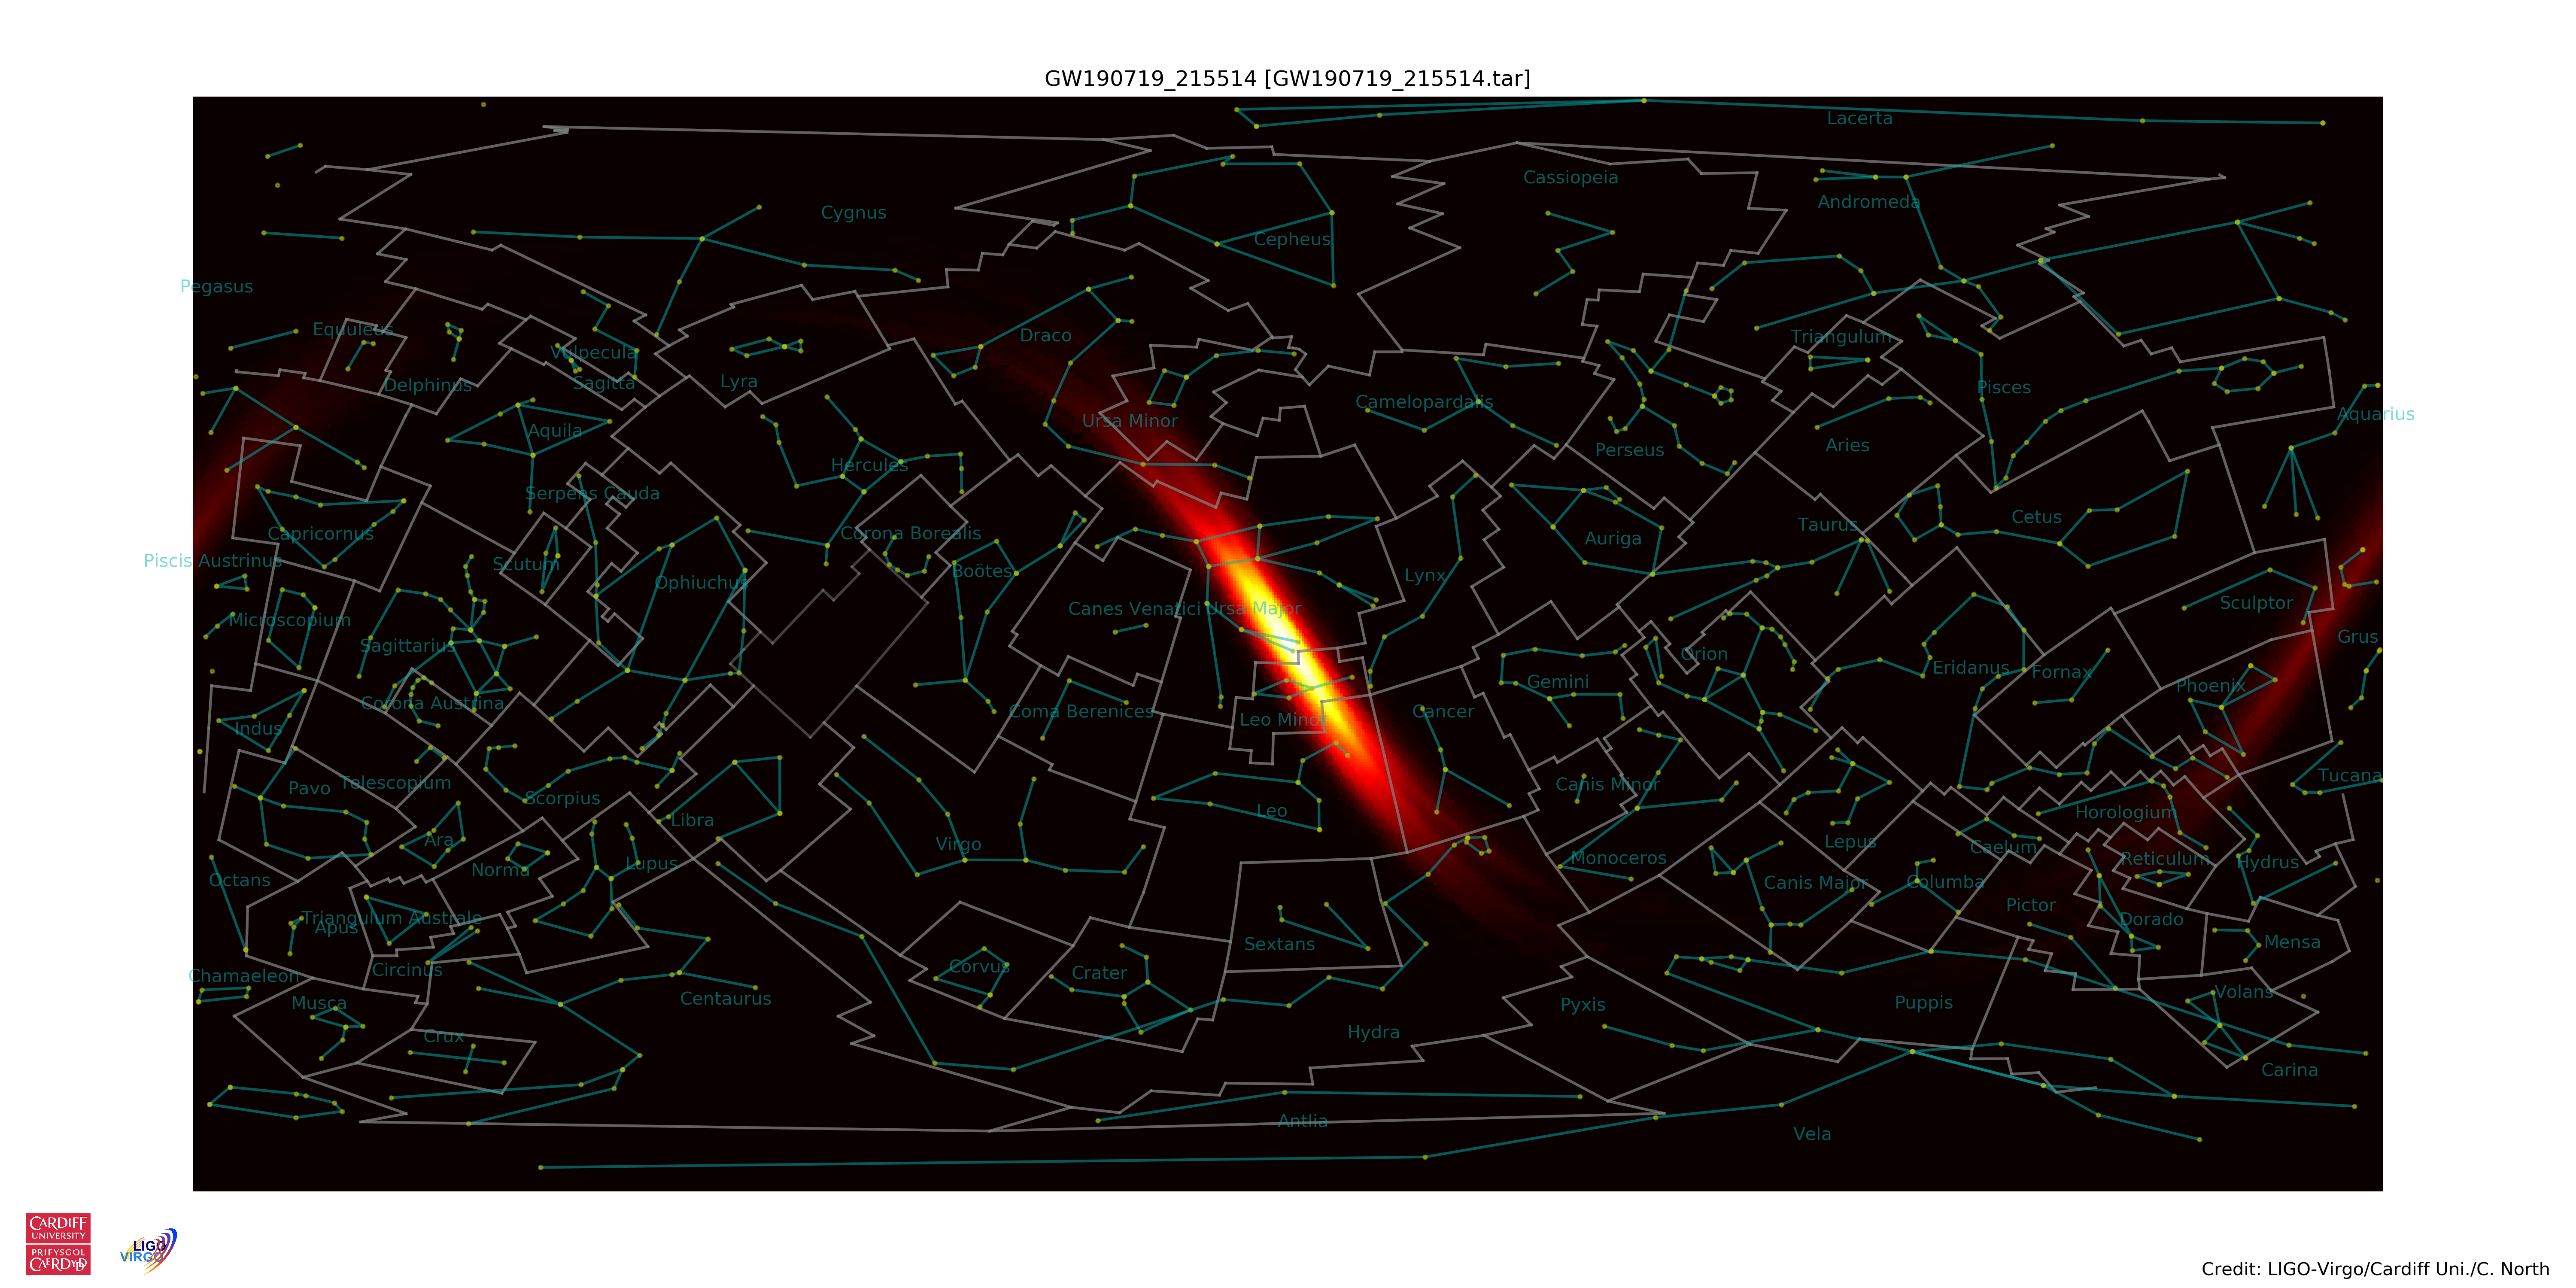 GW190719_215514 [GW190719_215514.tar]
Lacerta
Cassiopeia
Andromeda
Cygnus
Cepheus
Pegasus
Equuleus
Draco
Triangulum
Vulpecula
Sagitta
Delphinus
Lyra
Pisces
Camelopardalis
Aquarius
Ursa Minor
Aquila
Perseus
Aries
Hercules
Serpens Cauda
Cetus
Taurus
Capricornus
Corona Borealis
Auriga
Piscis Austrinus
Scutum
Boötes
Lynx
Ophiuchus
Sculptor
Canes Venatici
Ursa Major
Microscopium
Grus
Sagittarius
Orion
Eridanus
Fornax
Gemini
Phoenix
Corona Austrina
Coma Berenices
Cancer
Leo Minor
Indus
Tucana
Telescopium
Canis Minor
Pavo
Scorpius
Leo
Horologium
Libra
Ara
Lepus
Virgo
Caelum
Monoceros
Reticulum
Hydrus
Lupus
Norma
Octans
Canis Major
Columba
Pictor
Triangulum Australe
Dorado
Apus
Sextans
Mensa
Corvus
Circinus
Crater
Chamaeleon
Volans
Centaurus
Musca
Puppis
Pyxis
Hydra
Crux
Carina
Antlia
Vela
CARDIFF
UNIVERSITY
PRIFYSGOL
CAERDYDD
LIGO
VIRGO
Credit: LIGO-Virgo/Cardiff Uni./C. North